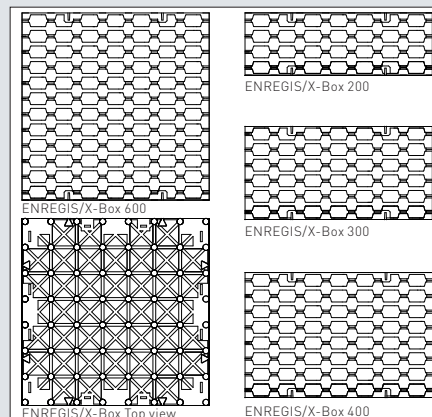 ENREGIS/X-Box 600
ENREGIS/X-Box Top view
ENREGIS/X-Box 200
ENREGIS/X-Box 300
ENREGIS/X-Box 400